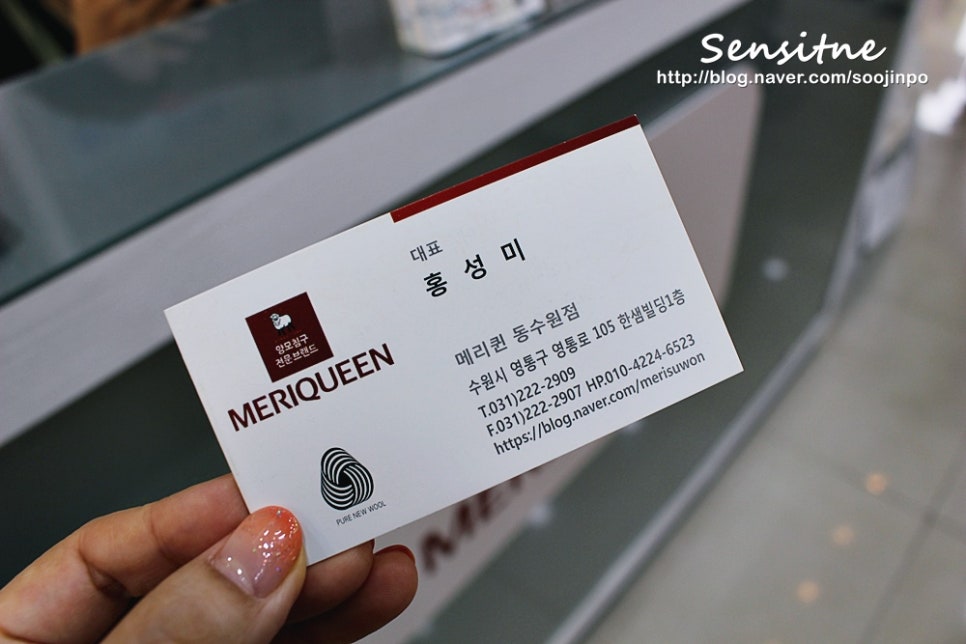 Sensitne
http://blog.naver.com/soojinpo
대표
홍성미
양모침구
전문브랜드
MERIQUEEN
PURE NEW WOOL
메리퀸 동수원점
수원시 영통구 영통로 105 한샘빌딩1층
T.031)222-2909
F.031)222-2907 HP.010-4224-6523
https://blog.naver.com/merisuwon